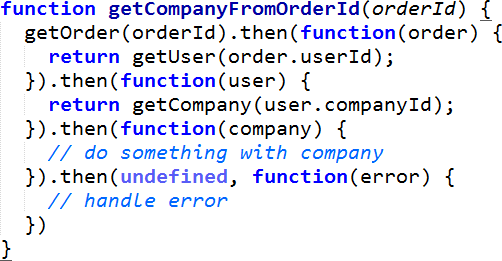 function getCompanyFromOrderId(orderId) {
  getOrder(orderId).then(function(order) {
    return getUser(order.userId);
  }).then(function(user) {
    return getCompany(user.companyId);
  }).then(function(company) {
    // do something with company
  }).then(undefined, function(error) {
    // handle error
  })
}